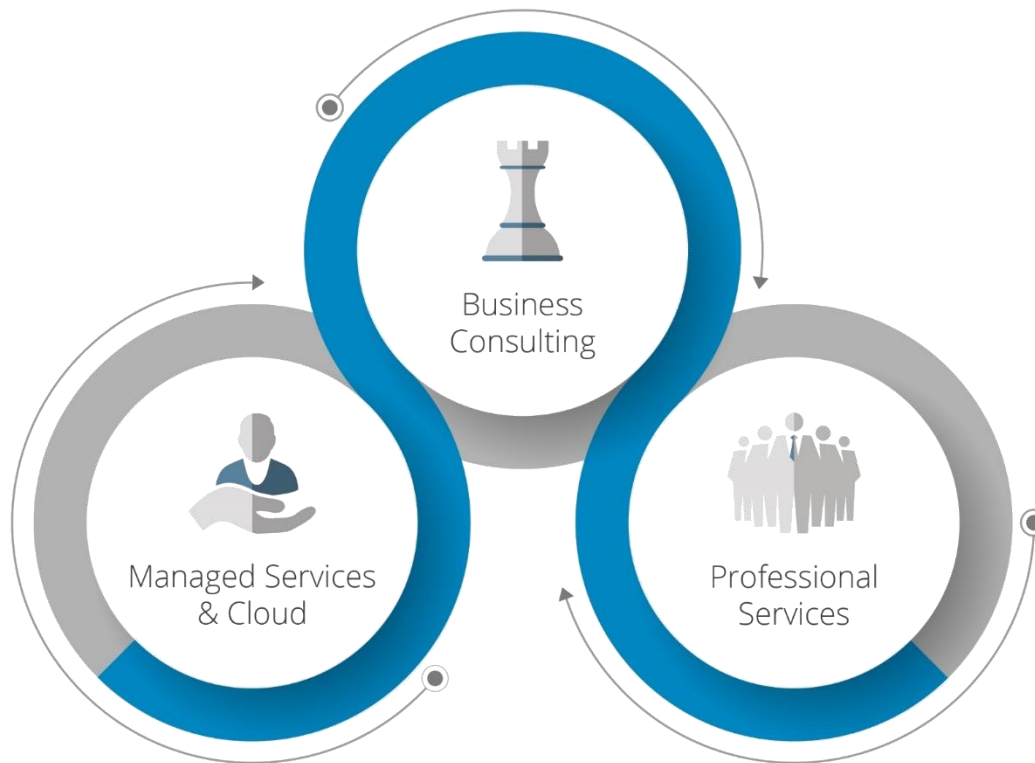 Business
Consulting
Managed Services
& Cloud
Professional
Services